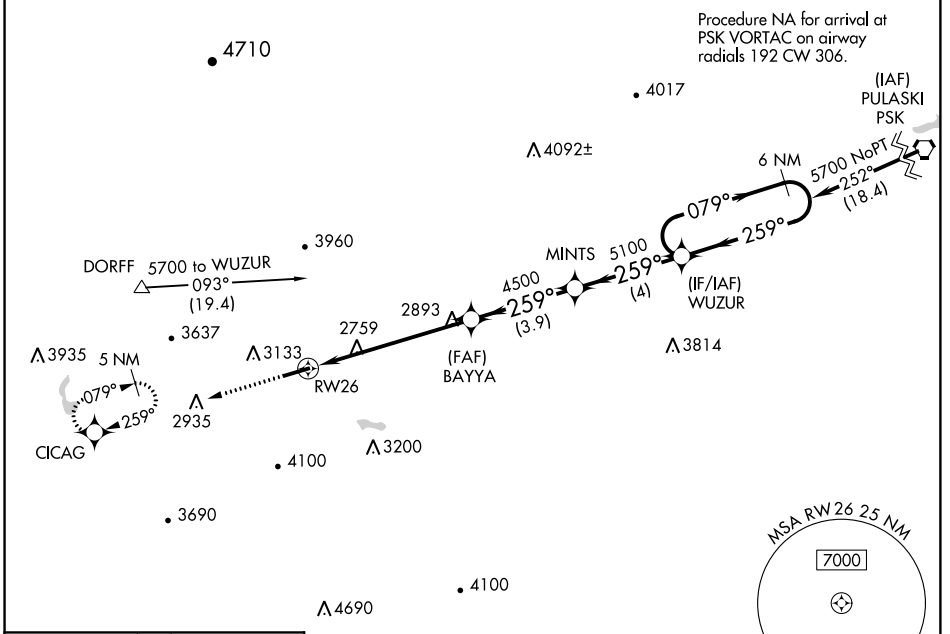 Procedure NA for arrival at
PSK VORTAC on airway
radials 192 CW 306.
4710
4017
(IAF)
PULASKI
PSK
4092±
6 NM
5700 NoPT
252°
(18.4)
079°
259°
3960
MINTS
5100
259°
(4)
(IF/IAF)
WUZUR
DORFF
5700 to WUZUR
093°
(19.4)
4500
259°
(3.9)
2893
(FAF)
BAYYA
3637
2759
3133
3814
3935
5 NM
079°
259°
RW26
2935
CICAG
3200
4100
3690
MSA RW26 25 NM
7000
4100
4690